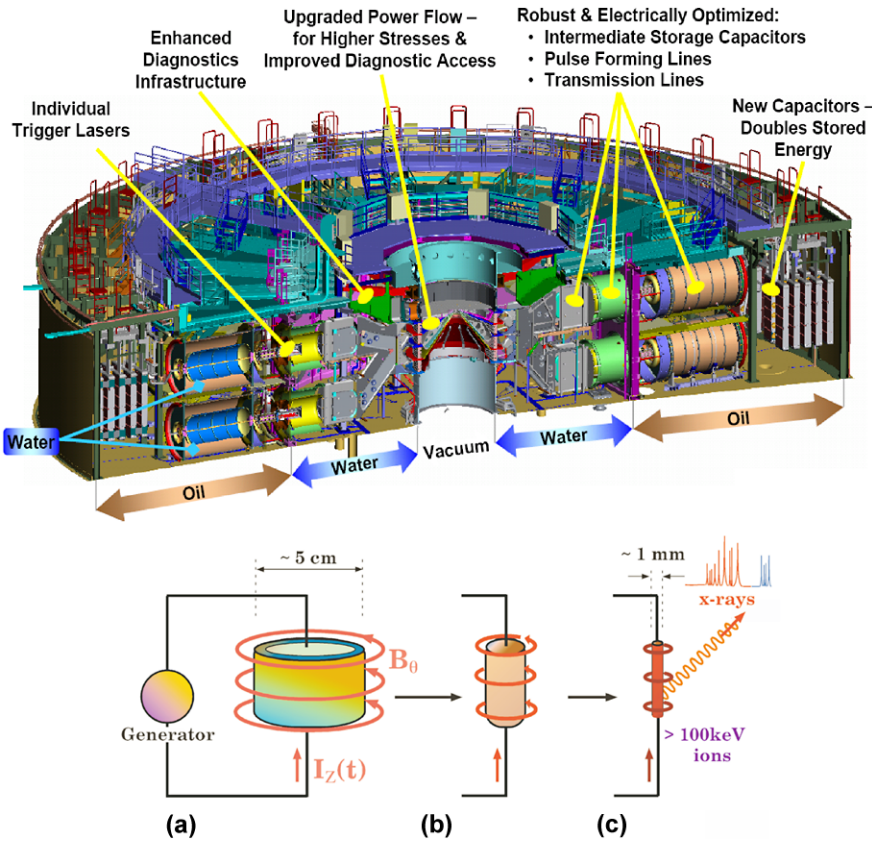 Upgraded Power Flow –
for Higher Stresses &
Improved Diagnostic Access
Robust & Electrically Optimized:
• Intermediate Storage Capacitors
• Pulse Forming Lines
• Transmission Lines
Enhanced
Diagnostics
Infrastructure
Individual
Trigger Lasers
New Capacitors –
Doubles Stored
Energy
Water
Oil
Water
Vacuum
Water
Oil
~ 5 cm
~ 1 mm
x-rays
Bθ
Generator
> 100keV
ions
IZ(t)
(a)
(b)
(c)